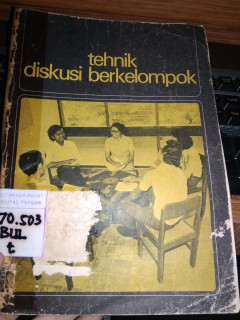 tehnik
diskusi berkelompok
70.503
BUL
t